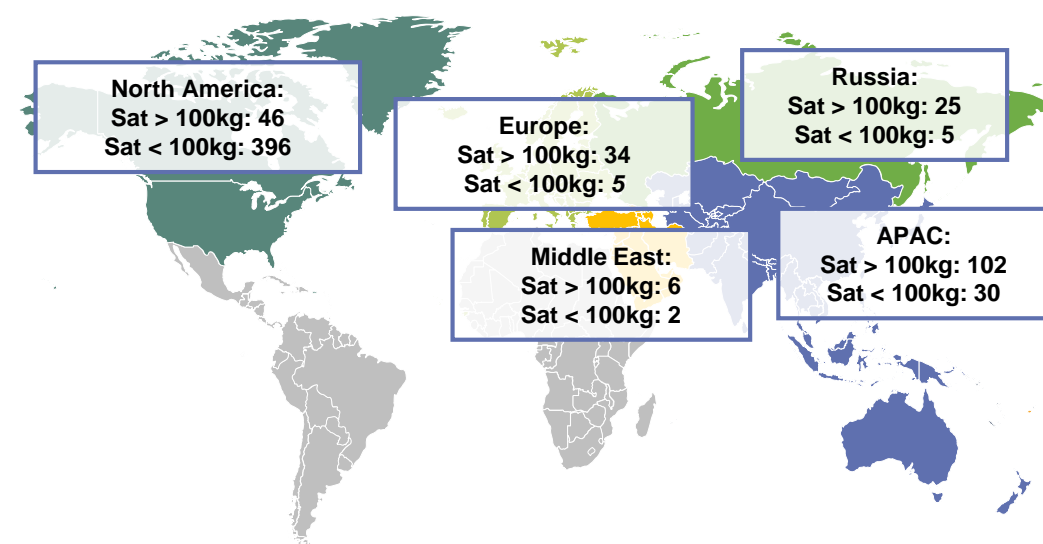 North America:
Sat > 100kg: 46
Sat < 100kg: 396
Europe:
Sat > 100kg: 34
Sat < 100kg: 5
Russia:
Sat > 100kg: 25
Sat < 100kg: 5
Middle East:
Sat > 100kg: 6
Sat < 100kg: 2
APAC:
Sat > 100kg: 102
Sat < 100kg: 30